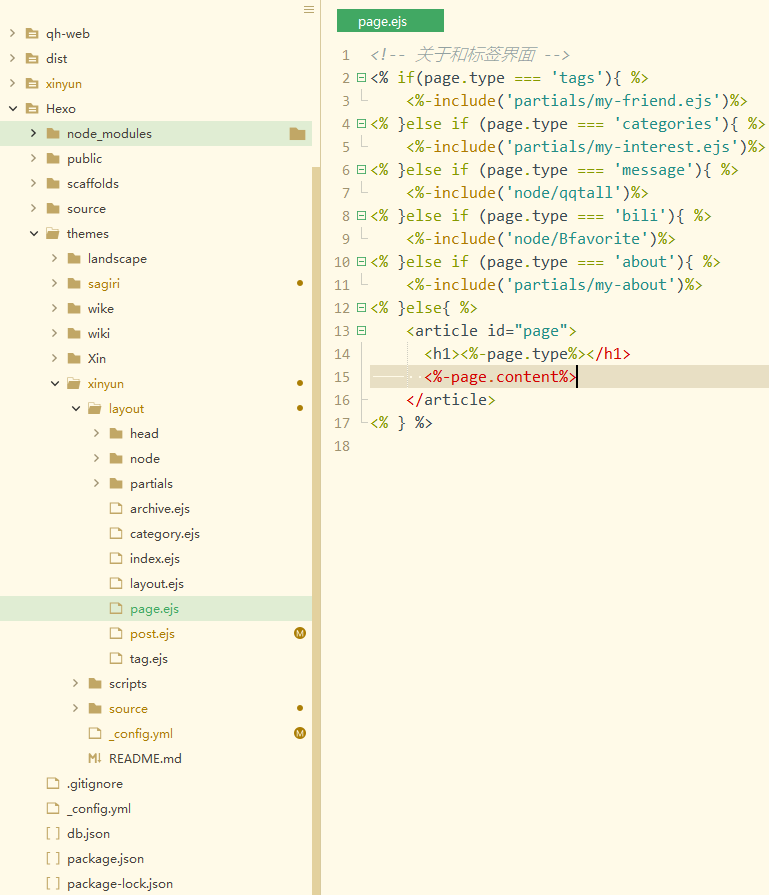 qh-web
dist
xinyun
Hexo
node_modules
public
scaffolds
source
themes
landscape
sagiri
wike
wiki
Xin
xinyun
layout
head
node
partials
archive.ejs
category.ejs
index.ejs
layout.ejs
page.ejs
post.ejs M
tag.ejs
scripts
source
_config.yml M
M↓ README.md
.gitignore
_config.yml
[ ] db.json
[ ] package.json
[ ] package-lock.json
page.ejs
1 <!-- 关于和标签界面 -->
2 <% if(page.type === 'tags'){ %>
3 <%-include('partials/my-friend.ejs')%>
4 <% }else if (page.type === 'categories'){ %>
5 <%-include('partials/my-interest.ejs')%>
6 <% }else if (page.type === 'message'){ %>
7 <%-include('node/qqtall')%>
8 <% }else if (page.type === 'bili'){ %>
9 <%-include('node/Bfavorite')%>
10 <% }else if (page.type === 'about'){ %>
11 <%-include('partials/my-about')%>
12 <% }else{ %>
13 <article id="page">
14 <h1><%-page.type%></h1>
15 <%-page.content%>
16 </article>
17 <% } %>
18